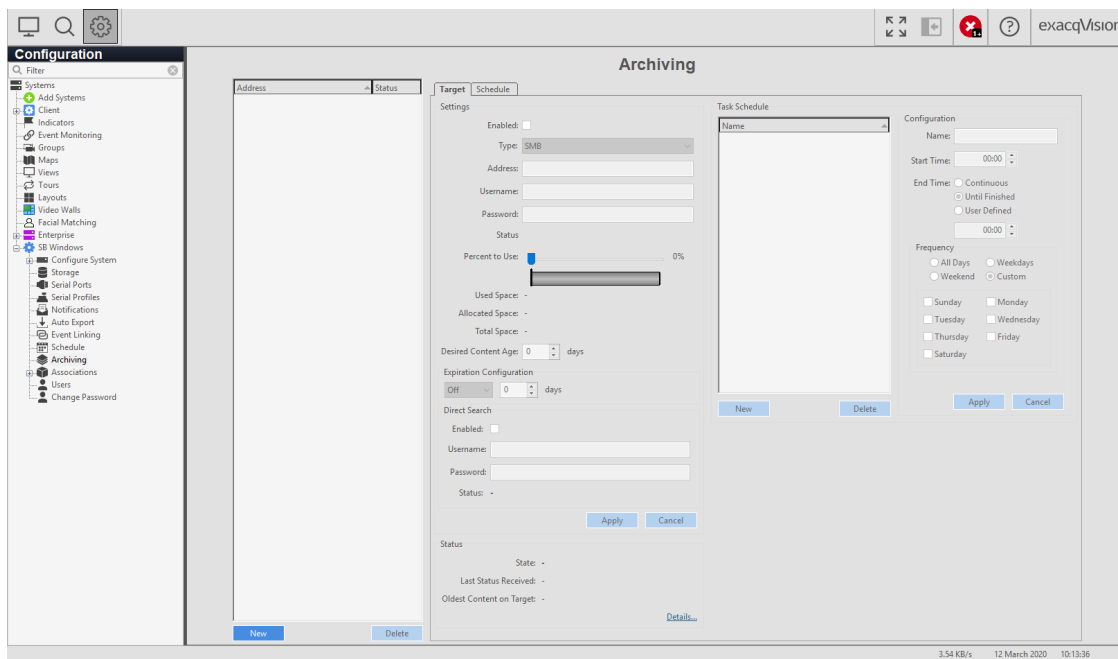 1+
exacqVision
Configuration
Filter
Systems
Add Systems
Client
Indicators
Event Monitoring
Groups
Maps
Views
Tours
Layouts
Video Walls
Facial Matching
Enterprise
SB Windows
Configure System
Storage
Serial Ports
Serial Profiles
Notifications
Auto Export
Event Linking
Schedule
Archiving
Associations
Users
Change Password
Archiving
Address Status
New Delete
Target Schedule
Settings
Enabled:
Type: SMB
Address:
Username:
Password:
Status
Percent to Use: 0%
Used Space: -
Allocated Space: -
Total Space: -
Desired Content Age: 0 days
Expiration Configuration
Off 0 days
Direct Search
Enabled:
Username:
Password:
Status: -
Apply Cancel
Status
State: -
Last Status Received: -
Oldest Content on Target: -
Details...
Task Schedule
Name
New Delete
Configuration
Name:
Start Time: 00:00
End Time: Continuous
Until Finished
User Defined
00:00
Frequency
All Days Weekdays
Weekend Custom
Sunday Monday
Tuesday Wednesday
Thursday Friday
Saturday
Apply Cancel
3.54 KB/s 12 March 2020 10:13:36